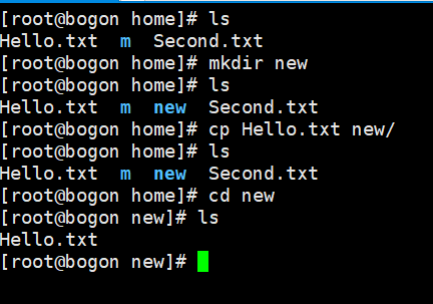 [root@bogon home]# ls
Hello.txt  m  Second.txt
[root@bogon home]# mkdir new
[root@bogon home]# ls
Hello.txt  m  new  Second.txt
[root@bogon home]# cp Hello.txt new/
[root@bogon home]# ls
Hello.txt  m  new  Second.txt
[root@bogon home]# cd new
[root@bogon new]# ls
Hello.txt
[root@bogon new]#